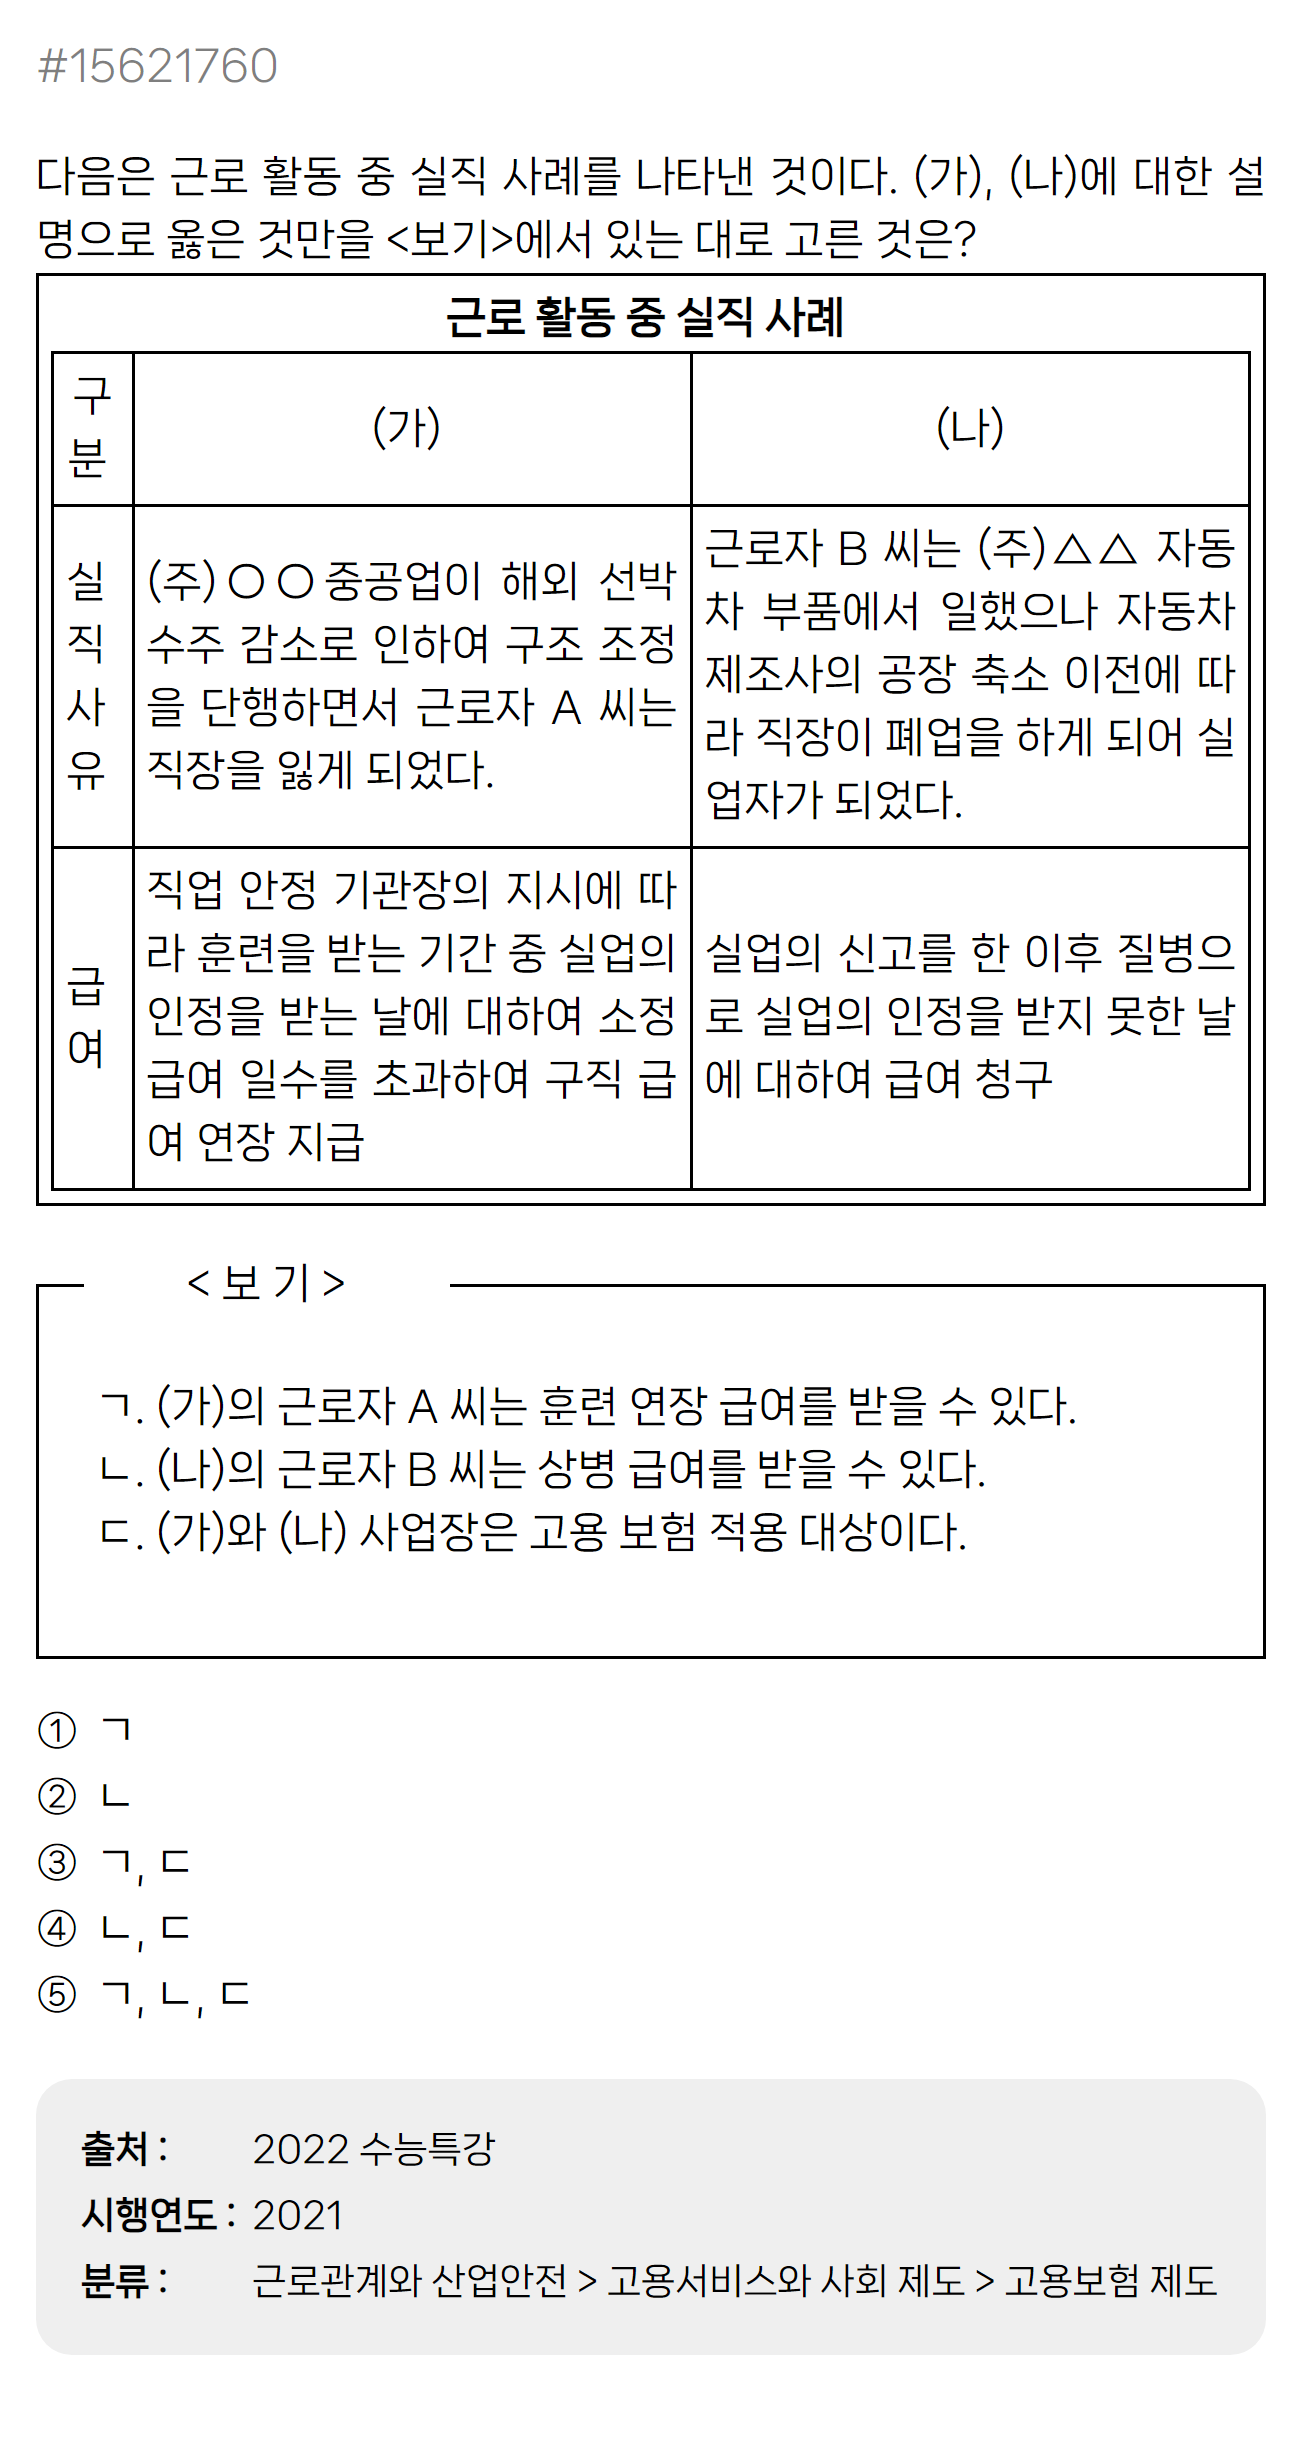 #15621760
다음은 근로 활동 중 실직 사례를 나타낸 것이다. (가), (나)에 대한 설
명으로 옳은 것만을 <보기>에서 있는 대로 고른 것은?
근로 활동 중 실직 사례
구
분
(가)
(나)
실
직
사
유
(주)○○중공업이 해외 선박
수주 감소로 인하여 구조 조정
을 단행하면서 근로자 A 씨는
직장을 잃게 되었다.
근로자 B 씨는 (주)△△ 자동
차 부품에서 일했으나 자동차
제조사의 공장 축소 이전에 따
라 직장이 폐업을 하게 되어 실
업자가 되었다.
급
여
직업 안정 기관장의 지시에 따
라 훈련을 받는 기간 중 실업의
인정을 받는 날에 대하여 소정
급여 일수를 초과하여 구직 급
여 연장 지급
실업의 신고를 한 이후 질병으
로 실업의 인정을 받지 못한 날
에 대하여 급여 청구
< 보 기 >
ㄱ. (가)의 근로자 A 씨는 훈련 연장 급여를 받을 수 있다.
ㄴ. (나)의 근로자 B 씨는 상병 급여를 받을 수 있다.
ㄷ. (가)와 (나) 사업장은 고용 보험 적용 대상이다.
① ㄱ
② ㄴ
③ ㄱ, ㄷ
④ ㄴ, ㄷ
⑤ ㄱ, ㄴ, ㄷ
출처 : 2022 수능특강
시행연도 : 2021
분류 : 근로관계와 산업안전 > 고용서비스와 사회 제도 > 고용보험 제도